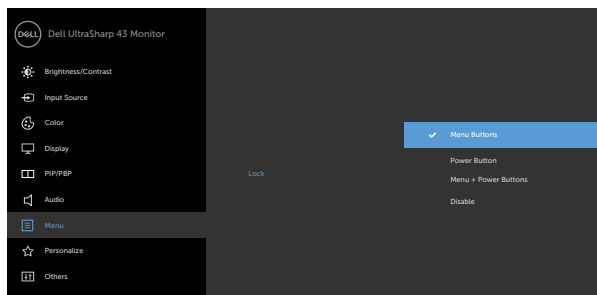 DELL Dell UltraSharp 43 Monitor
Brightness/Contrast
Input Source
Color
Display
PIP/PBP
Audio
Menu
Personalize
Others
Lock
Menu Buttons
Power Button
Menu + Power Buttons
Disable